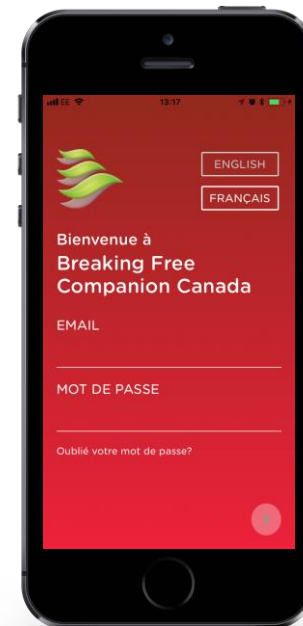 EE 13:17
ENGLISH
FRANÇAIS
Bienvenue à
Breaking Free
Companion Canada
EMAIL
MOT DE PASSE
Oublié votre mot de passe?